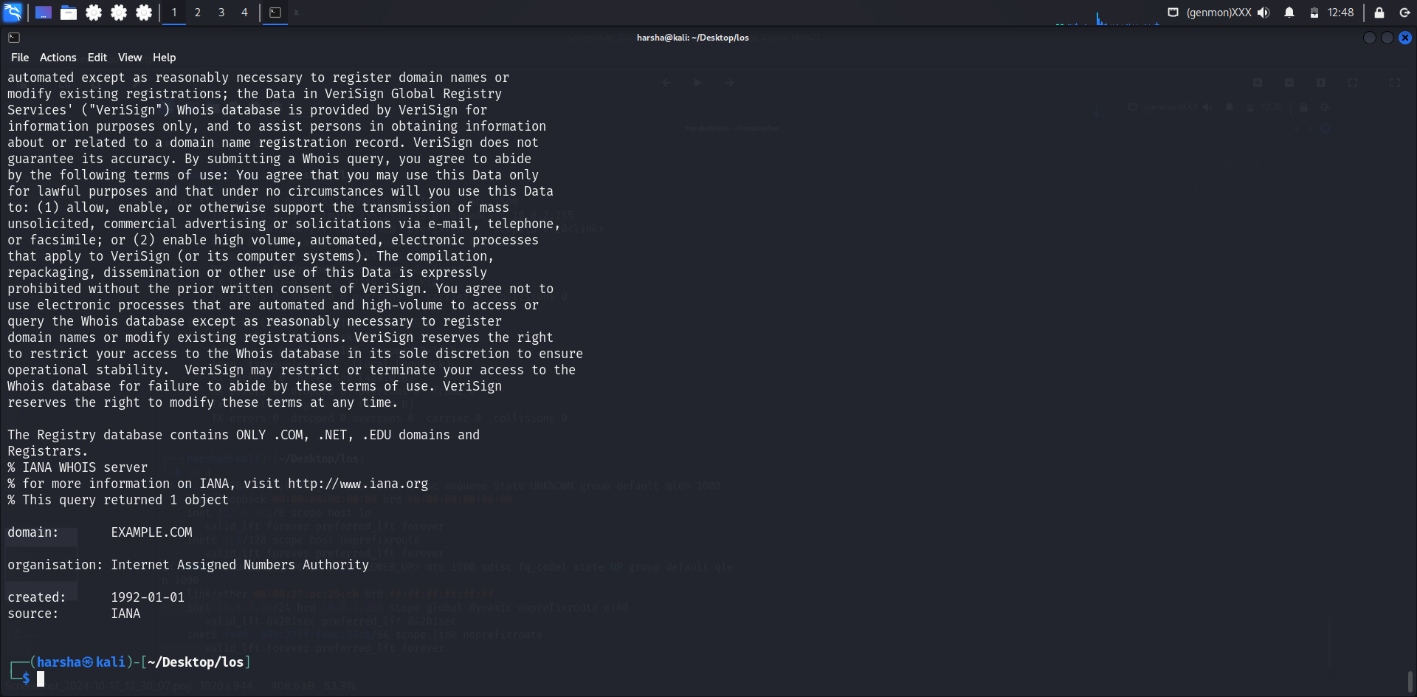 1 2 3 4 (genmon)XXX 12:48
harsha@kali: ~/Desktop/los
File Actions Edit View Help
automated except as reasonably necessary to register domain names or
modify existing registrations; the Data in VeriSign Global Registry
Services' ("VeriSign") Whois database is provided by VeriSign for
information purposes only, and to assist persons in obtaining information
about or related to a domain name registration record. VeriSign does not
guarantee its accuracy. By submitting a Whois query, you agree to abide
by the following terms of use: You agree that you may use this Data only
for lawful purposes and that under no circumstances will you use this Data
to: (1) allow, enable, or otherwise support the transmission of mass
unsolicited, commercial advertising or solicitations via e-mail, telephone,
or facsimile; or (2) enable high volume, automated, electronic processes
that apply to VeriSign (or its computer systems). The compilation,
repackaging, dissemination or other use of this Data is expressly
prohibited without the prior written consent of VeriSign. You agree not to
use electronic processes that are automated and high-volume to access or
query the Whois database except as reasonably necessary to register
domain names or modify existing registrations. VeriSign reserves the right
to restrict your access to the Whois database in its sole discretion to ensure
operational stability.  VeriSign may restrict or terminate your access to the
Whois database for failure to abide by these terms of use. VeriSign
reserves the right to modify these terms at any time.
The Registry database contains ONLY .COM, .NET, .EDU domains and
Registrars.
% IANA WHOIS server
% for more information on IANA, visit http://www.iana.org
% This query returned 1 object
domain:       EXAMPLE.COM
organisation: Internet Assigned Numbers Authority
created:      1992-01-01
source:       IANA
┌──(harsha㉿kali)-[~/Desktop/los]
└─$